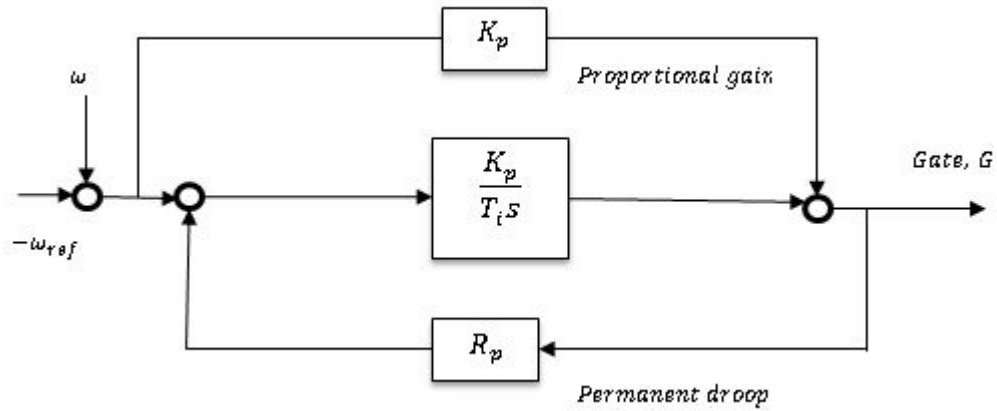 K_p
Proportional gain
ω
K_p
T_i s
Gate, G
−ω_ref
R_p
Permanent droop